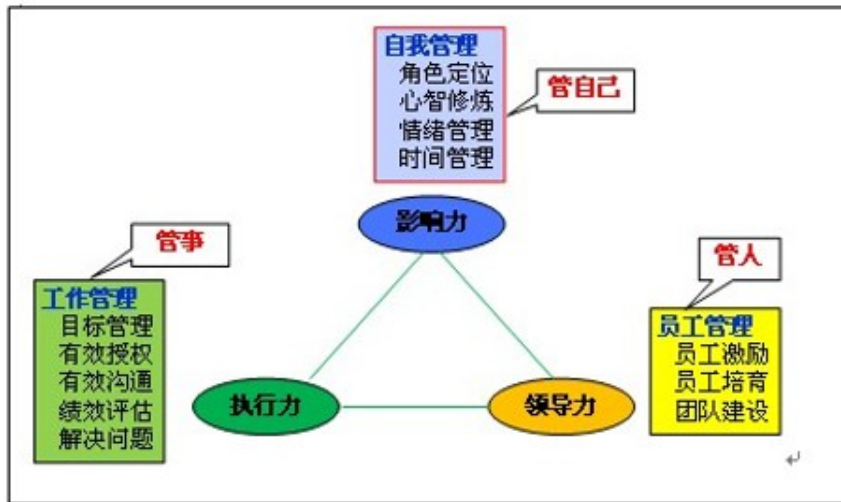 自我管理
角色定位
心智修炼
情绪管理
时间管理
管自己
影响力
管事
工作管理
目标管理
有效授权
有效沟通
绩效评估
解决问题
执行力
领导力
管人
员工管理
员工激励
员工培育
团队建设